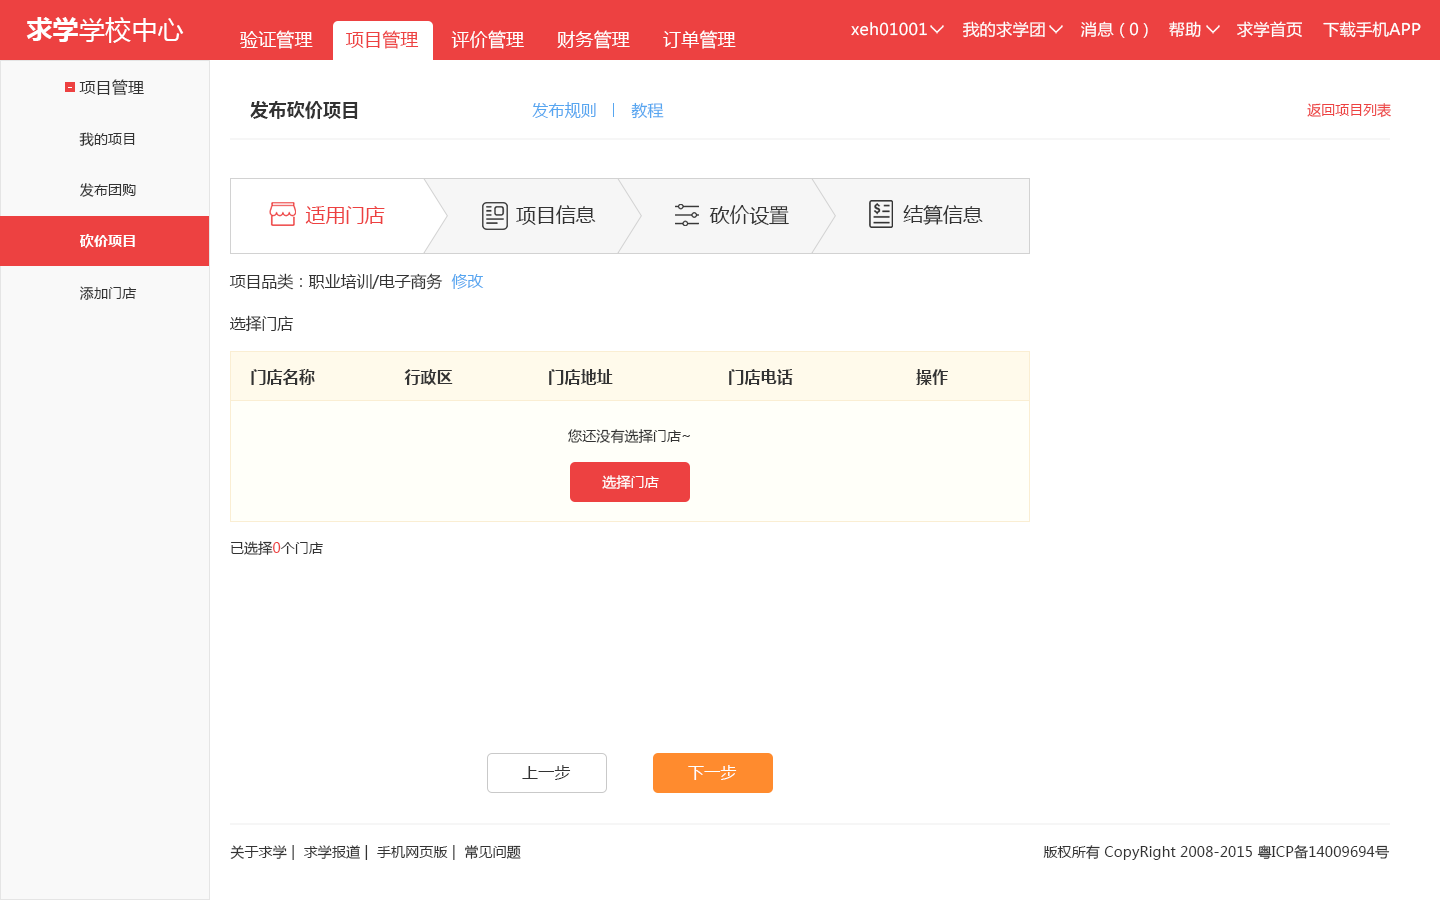 求学学校中心
验证管理 项目管理 评价管理 财务管理 订单管理
xeh01001 我的求学团 消息 ( 0 ) 帮助 求学首页 下载手机APP
项目管理
我的项目
发布团购
砍价项目
添加门店
发布砍价项目 发布规则 | 教程 返回项目列表
适用门店 项目信息 砍价设置 结算信息
项目品类：职业培训/电子商务 修改
选择门店
门店名称 行政区 门店地址 门店电话 操作
您还没有选择门店~
选择门店
已选择0个门店
上一步 下一步
关于求学 | 求学报道 | 手机网页版 | 常见问题
版权所有 CopyRight 2008-2015 粤ICP备14009694号